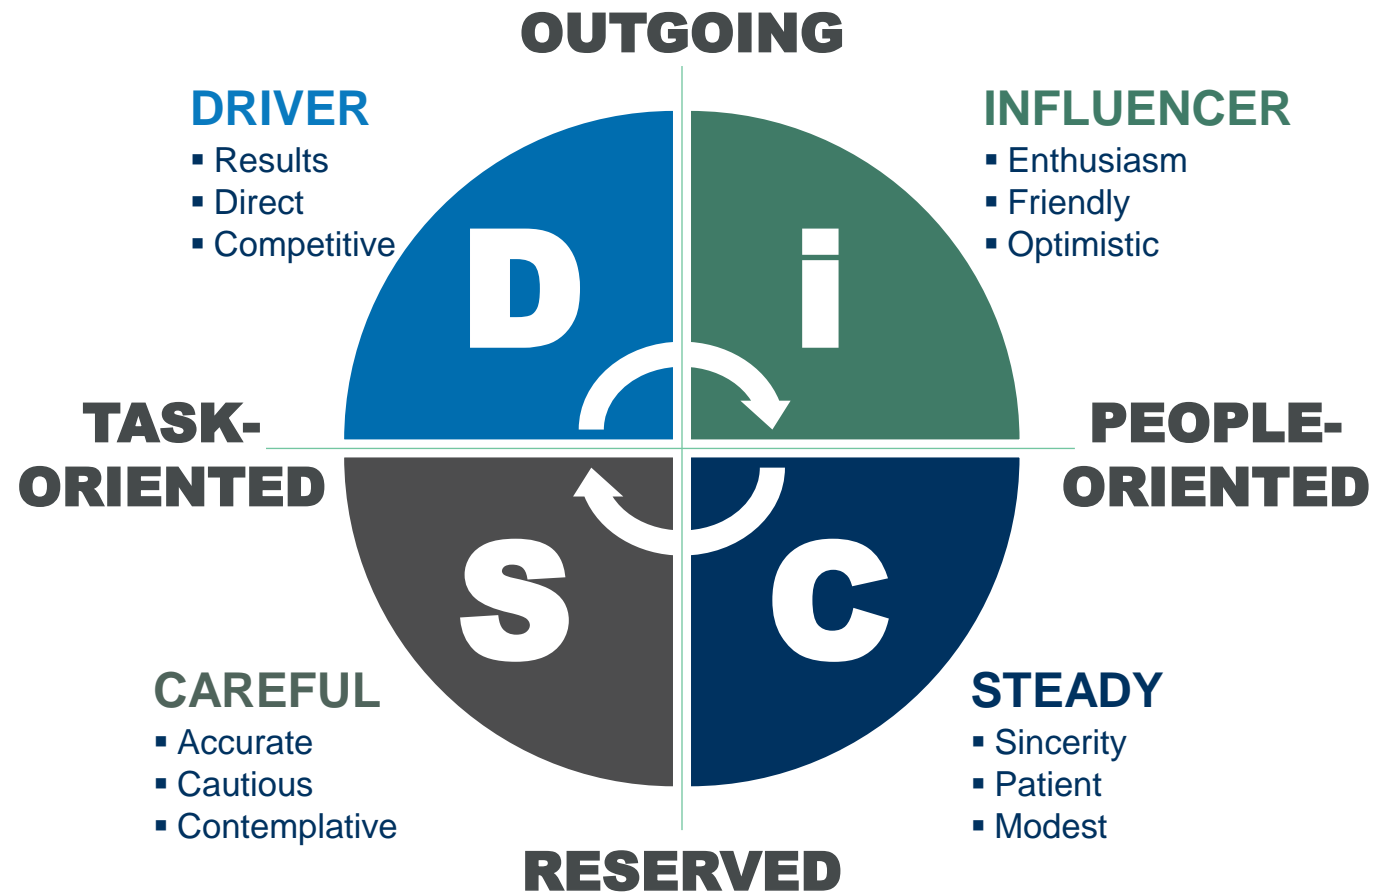 OUTGOING
DRIVER
▪ Results
▪ Direct
▪ Competitive
INFLUENCER
▪ Enthusiasm
▪ Friendly
▪ Optimistic
D
i
TASK-
ORIENTED
PEOPLE-
ORIENTED
S
C
CAREFUL
▪ Accurate
▪ Cautious
▪ Contemplative
STEADY
▪ Sincerity
▪ Patient
▪ Modest
RESERVED